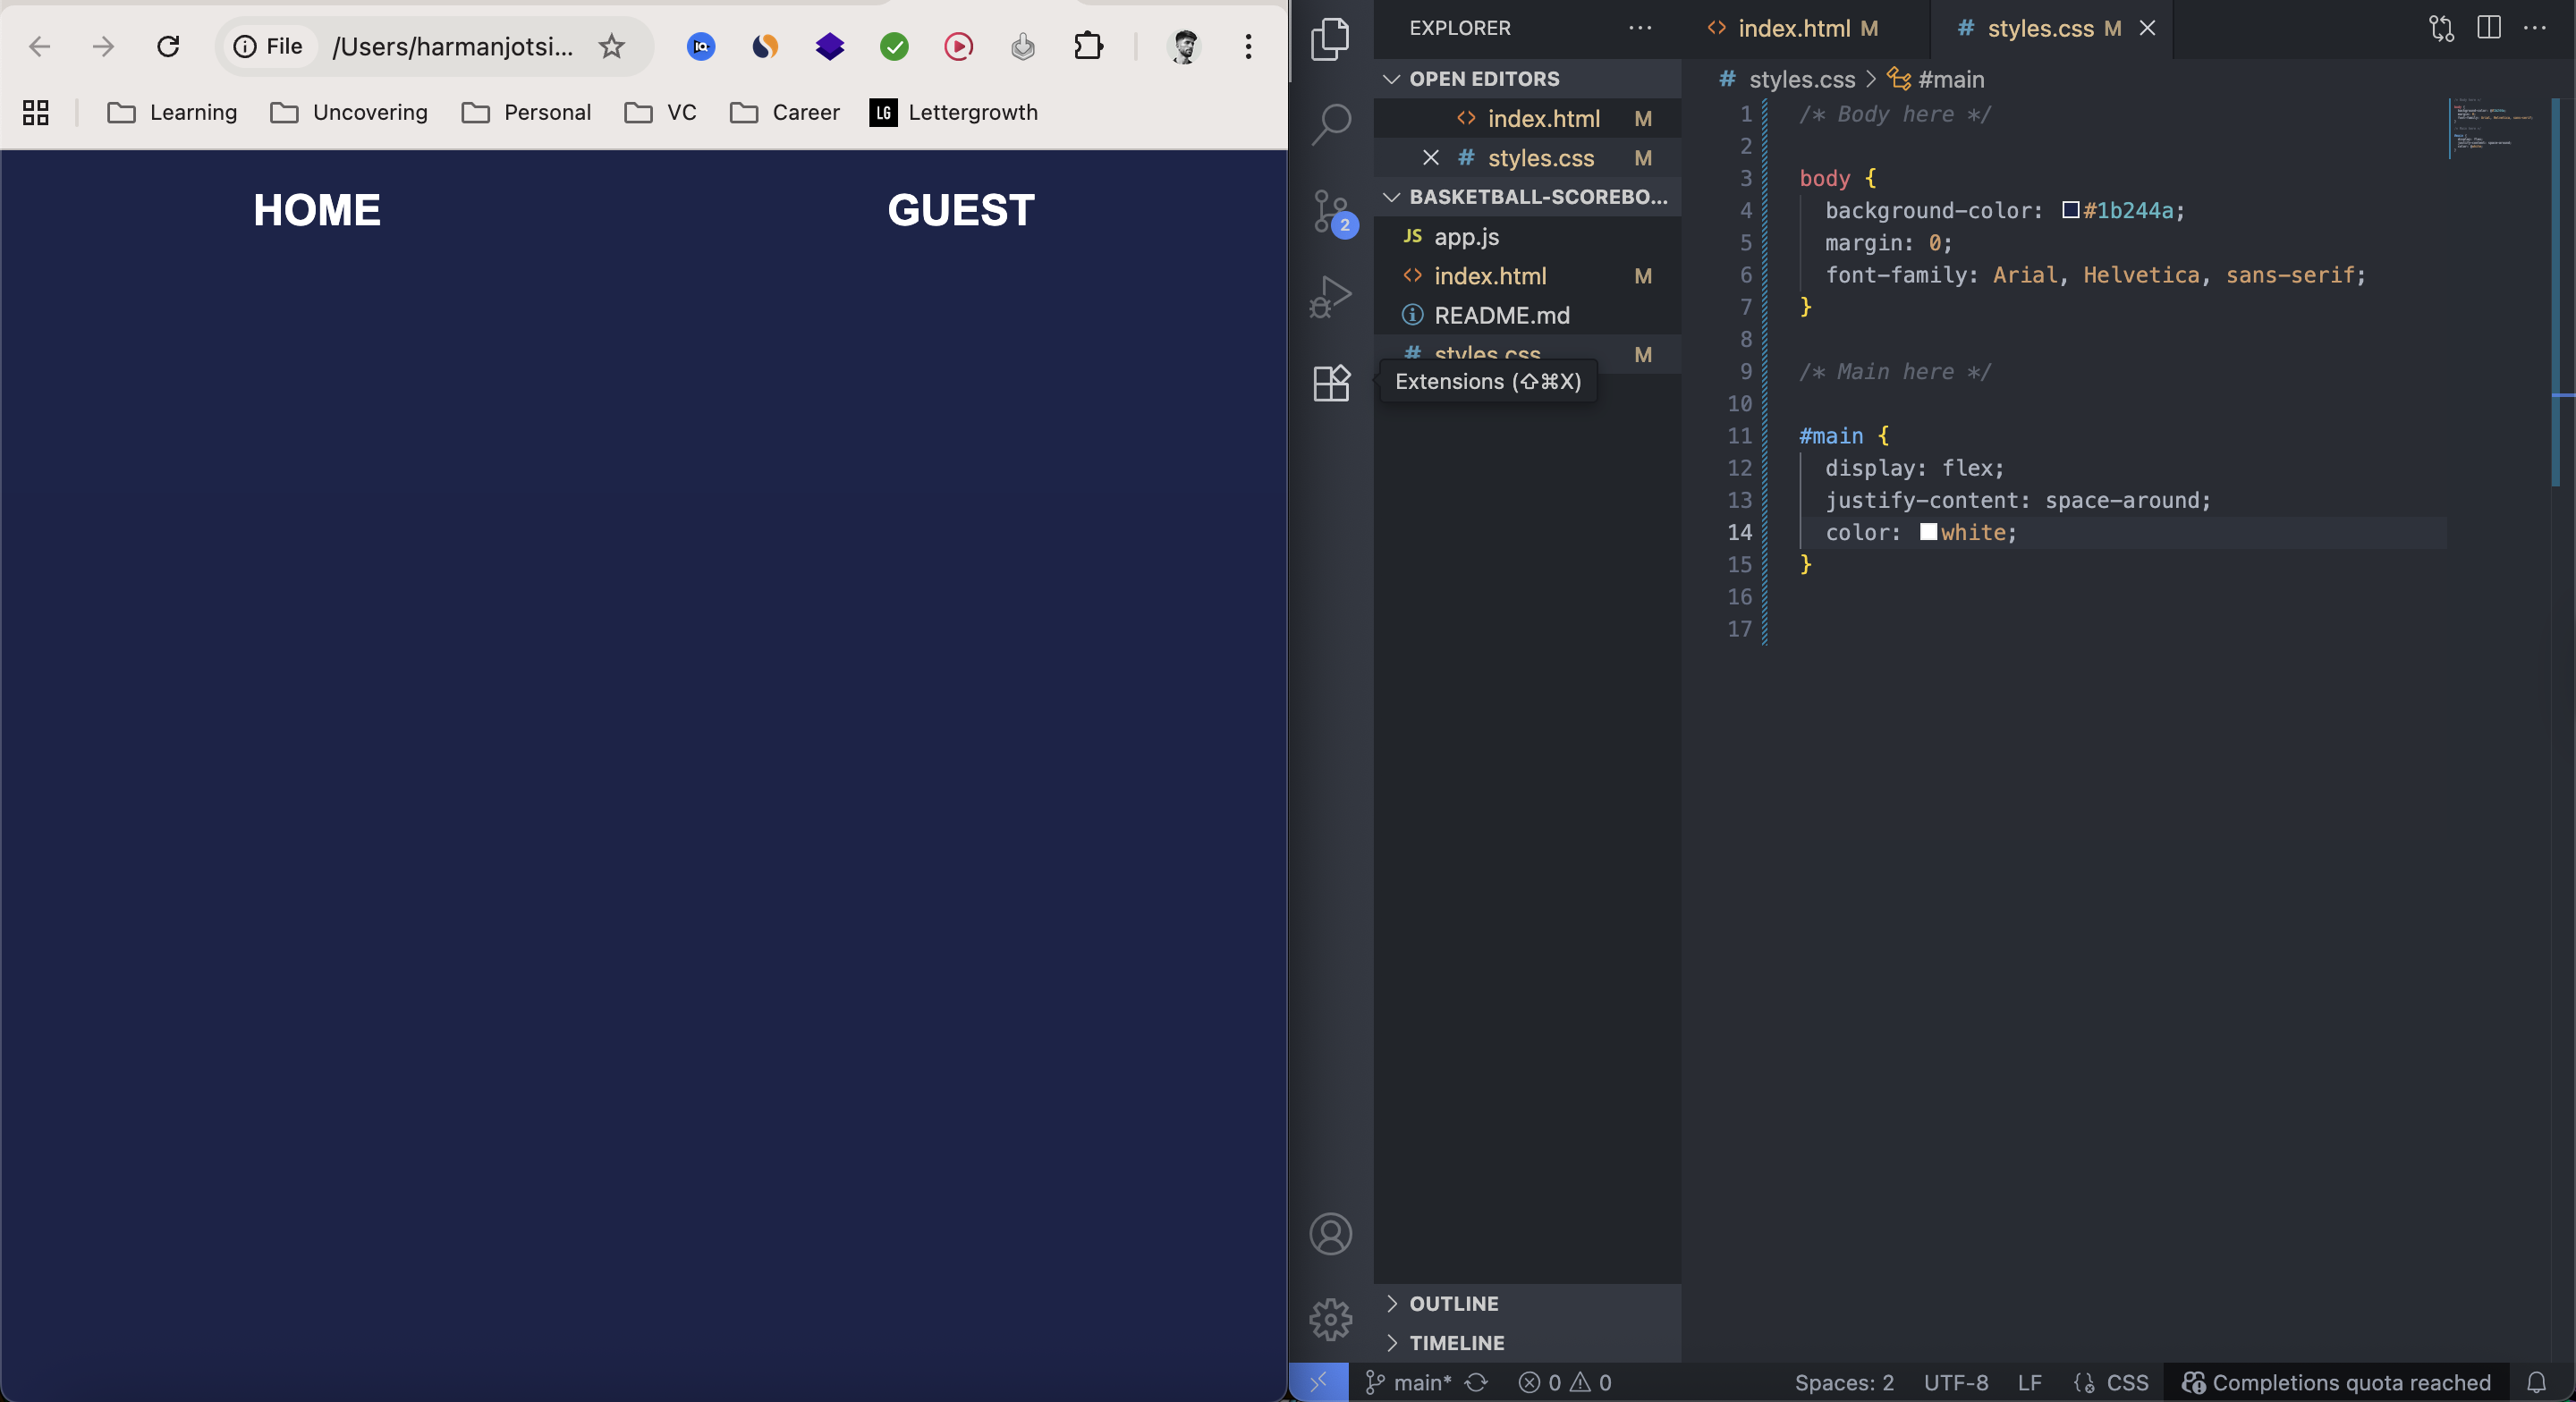 File /Users/harmanjotsi...
Learning Uncovering Personal VC Career LG Lettergrowth
HOME GUEST
2
EXPLORER
OPEN EDITORS
index.html M
styles.css M
BASKETBALL-SCOREBO...
JS app.js
index.html M
README.md
# styles.css M
Extensions (⇧⌘X)
OUTLINE
TIMELINE
index.html M # styles.css M
# styles.css > #main
1 /* Body here */
2
3 body {
4 background-color: #1b244a;
5 margin: 0;
6 font-family: Arial, Helvetica, sans-serif;
7 }
8
9 /* Main here */
10
11 #main {
12 display: flex;
13 justify-content: space-around;
14 color: white;
15 }
16
17
main* 0 0 Spaces: 2 UTF-8 LF CSS Completions quota reached